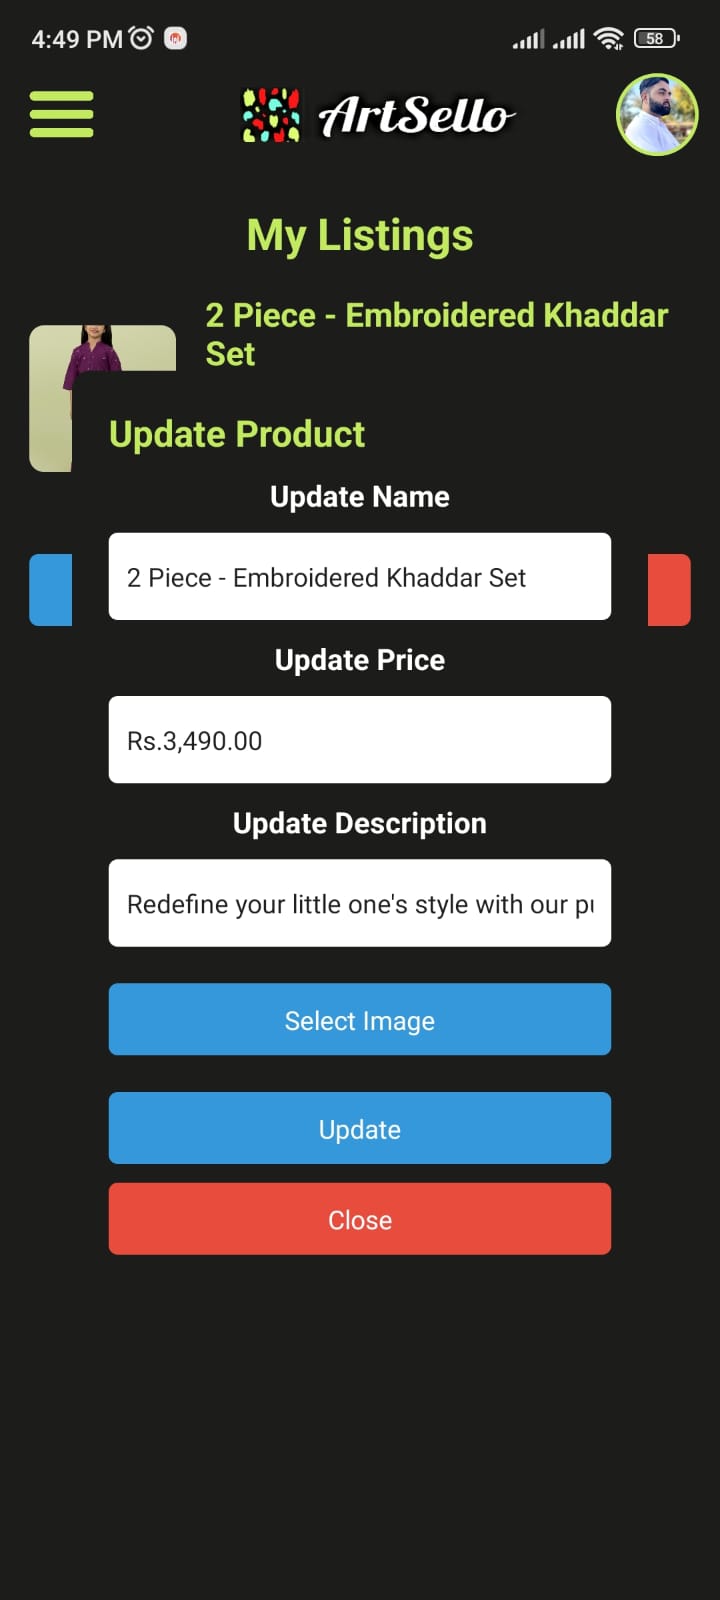 4:49 PM
58
ArtSello
My Listings
2 Piece - Embroidered Khaddar
Set
Update Product
Update Name
2 Piece - Embroidered Khaddar Set
Update Price
Rs.3,490.00
Update Description
Redefine your little one's style with our
Select Image
Update
Close